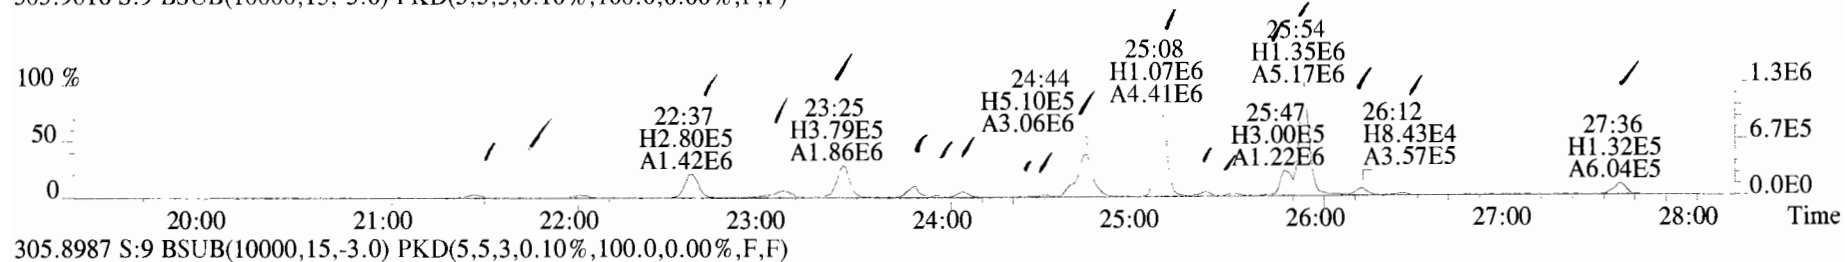 305.9016 S:9 BSUB(10000,15,-3.0) PKD(5,5,3,0.10%,100.0,0.00%,F,F)
25:54
25:08 H1.35E6
100 % 24:44 H1.07E6 A5.17E6 1.3E6
H5.10E5 A4.41E6
22:37 23:25 A3.06E6 25:47 26:12
50 H2.80E5 H3.79E5 H3.00E5 H8.43E4 27:36 6.7E5
A1.42E6 A1.86E6 A1.22E6 A3.57E5 H1.32E5
A6.04E5
0 0.0E0
20:00 21:00 22:00 23:00 24:00 25:00 26:00 27:00 28:00 Time
305.8987 S:9 BSUB(10000,15,-3.0) PKD(5,5,3,0.10%,100.0,0.00%,F,F)